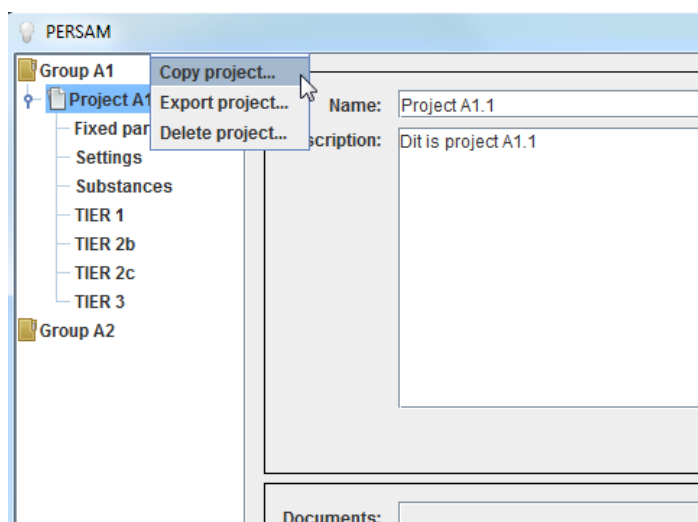 PERSAM
Group A1
Copy project...
Project A1
Export project...
Name:
Project A1.1
Fixed par
Delete project...
scription:
Dit is project A1.1
Settings
Substances
TIER 1
TIER 2b
TIER 2c
TIER 3
Group A2
Documents: